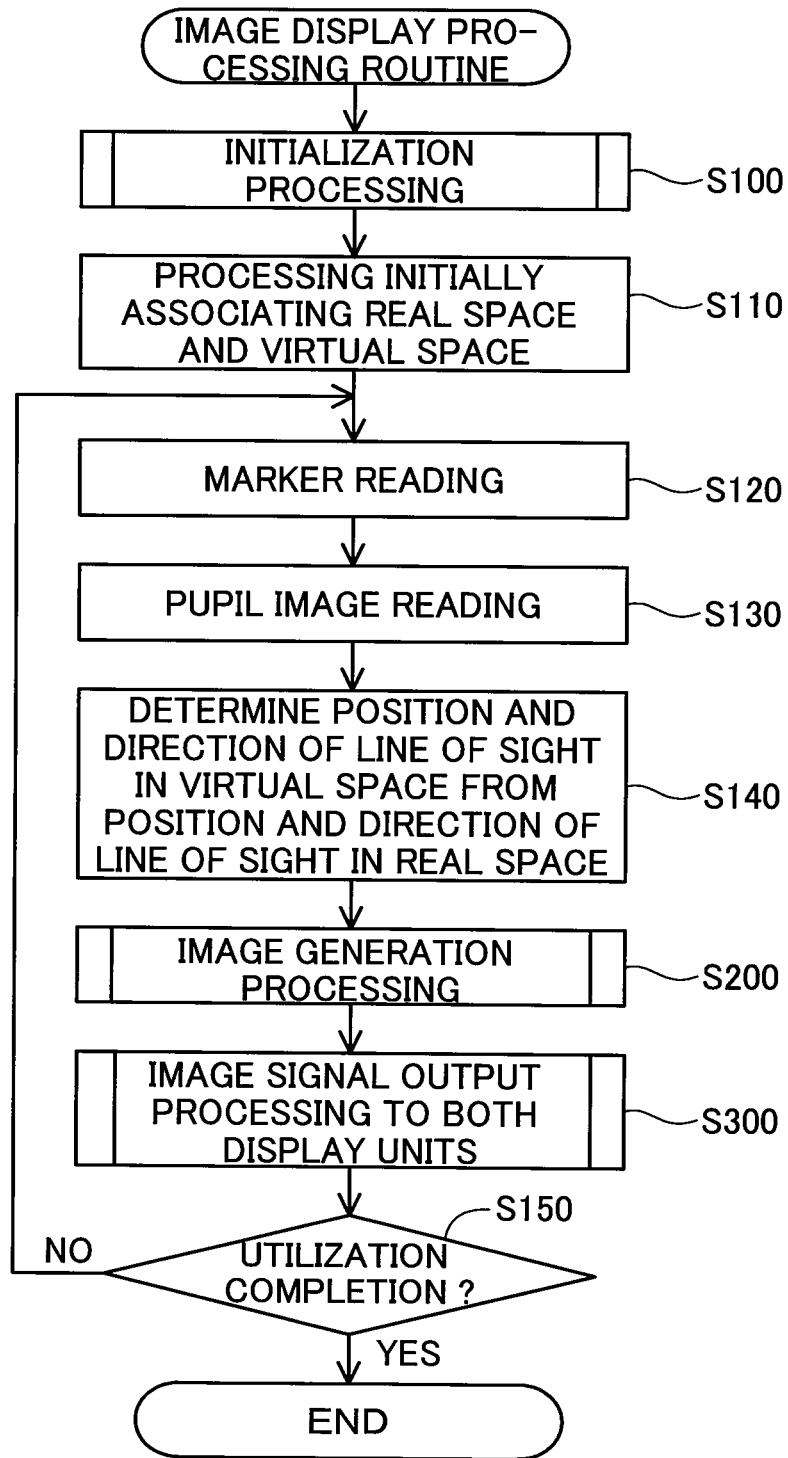 IMAGE DISPLAY PRO-
CESSING ROUTINE
INITIALIZATION
PROCESSING
S100
PROCESSING INITIALLY
ASSOCIATING REAL SPACE
AND VIRTUAL SPACE
S110
MARKER READING
S120
PUPIL IMAGE READING
S130
DETERMINE POSITION AND
DIRECTION OF LINE OF SIGHT
IN VIRTUAL SPACE FROM
POSITION AND DIRECTION OF
LINE OF SIGHT IN REAL SPACE
S140
IMAGE GENERATION
PROCESSING
S200
IMAGE SIGNAL OUTPUT
PROCESSING TO BOTH
DISPLAY UNITS
S300
S150
NO
UTILIZATION
COMPLETION ?
YES
END